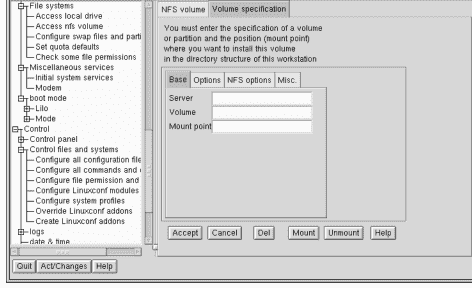 File systems
Access local drive
Access nfs volume
Configure swap files and parti
Set quota defaults
Check some file permissions
Miscellaneous services
Initial system services
Modem
boot mode
Lilo
Mode
Control
Control panel
Control files and systems
Configure all configuration file
Configure all commands and
Configure file permission and
Configure Linuxconf modules
Configure system profiles
Override Linuxconf addons
Create Linuxconf addons
logs
date & time
Quit Act/Changes Help
NFS volume Volume specification
You must enter the specification of a volume
or partition and the position (mount point)
where you want to install this volume
in the directory structure of this workstation
Base Options NFS options Misc.
Server
Volume
Mount point
Accept Cancel Del Mount Unmount Help